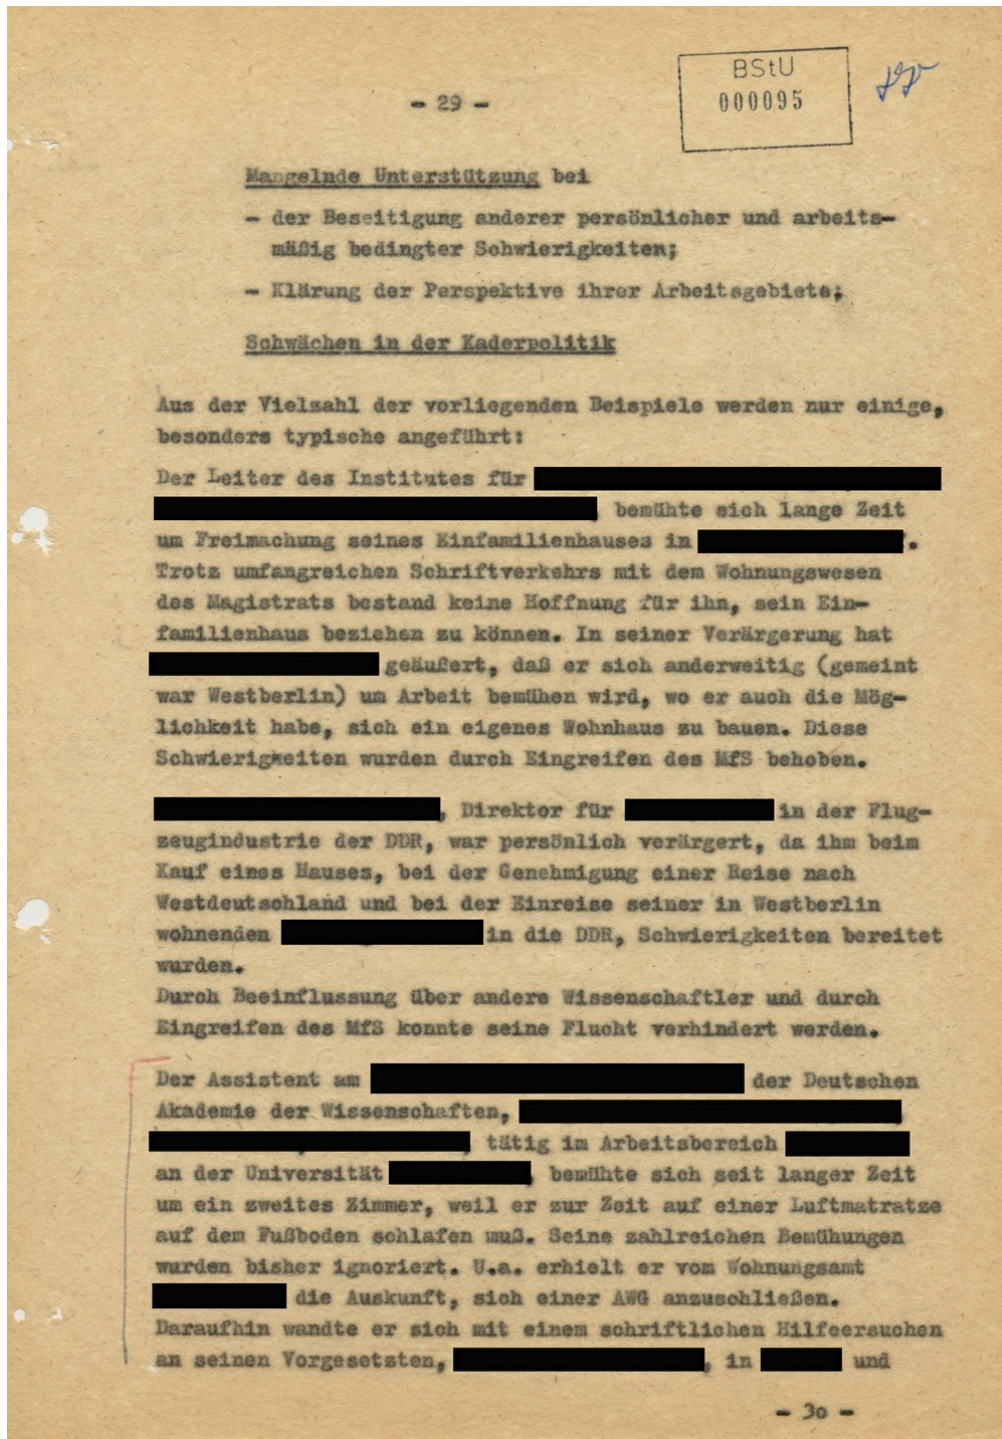 BStU
000095
- 29 -
Mangelnde Unterstützung bei
- der Beseitigung anderer persönlicher und arbeits-
mäßig bedingter Schwierigkeiten;
- Klärung der Perspektive ihrer Arbeitsgebiete;
Schwächen in der Kaderpolitik
Aus der Vielzahl der vorliegenden Beispiele werden nur einige,
besonders typische angeführt:
Der Leiter des Institutes für
bemühte sich lange Zeit
um Freimachung seines Einfamilienhauses in .
Trotz umfangreichen Schriftverkehrs mit dem Wohnungswesen
des Magistrats bestand keine Hoffnung für ihn, sein Ein-
familienhaus beziehen zu können. In seiner Verärgerung hat
geäußert, daß er sich anderweitig (gemeint
war Westberlin) um Arbeit bemühen wird, wo er auch die Mög-
lichkeit habe, sich ein eigenes Wohnhaus zu bauen. Diese
Schwierigkeiten wurden durch Eingreifen des MfS behoben.
, Direktor für in der Flug-
zeugindustrie der DDR, war persönlich verärgert, da ihm beim
Kauf eines Hauses, bei der Genehmigung einer Reise nach
Westdeutschland und bei der Einreise seiner in Westberlin
wohnenden in die DDR, Schwierigkeiten bereitet
wurden.
Durch Beeinflussung über andere Wissenschaftler und durch
Eingreifen des MfS konnte seine Flucht verhindert werden.
Der Assistent am der Deutschen
Akademie der Wissenschaften,
, tätig im Arbeitsbereich
an der Universität , bemühte sich seit langer Zeit
um ein zweites Zimmer, weil er zur Zeit auf einer Luftmatratze
auf dem Fußboden schlafen muß. Seine zahlreichen Bemühungen
wurden bisher ignoriert. U.a. erhielt er vom Wohnungsamt
die Auskunft, sich einer AWG anzuschließen.
Daraufhin wandte er sich mit einem schriftlichen Hilfeersuchen
an seinen Vorgesetzten, , in und
- 3o -